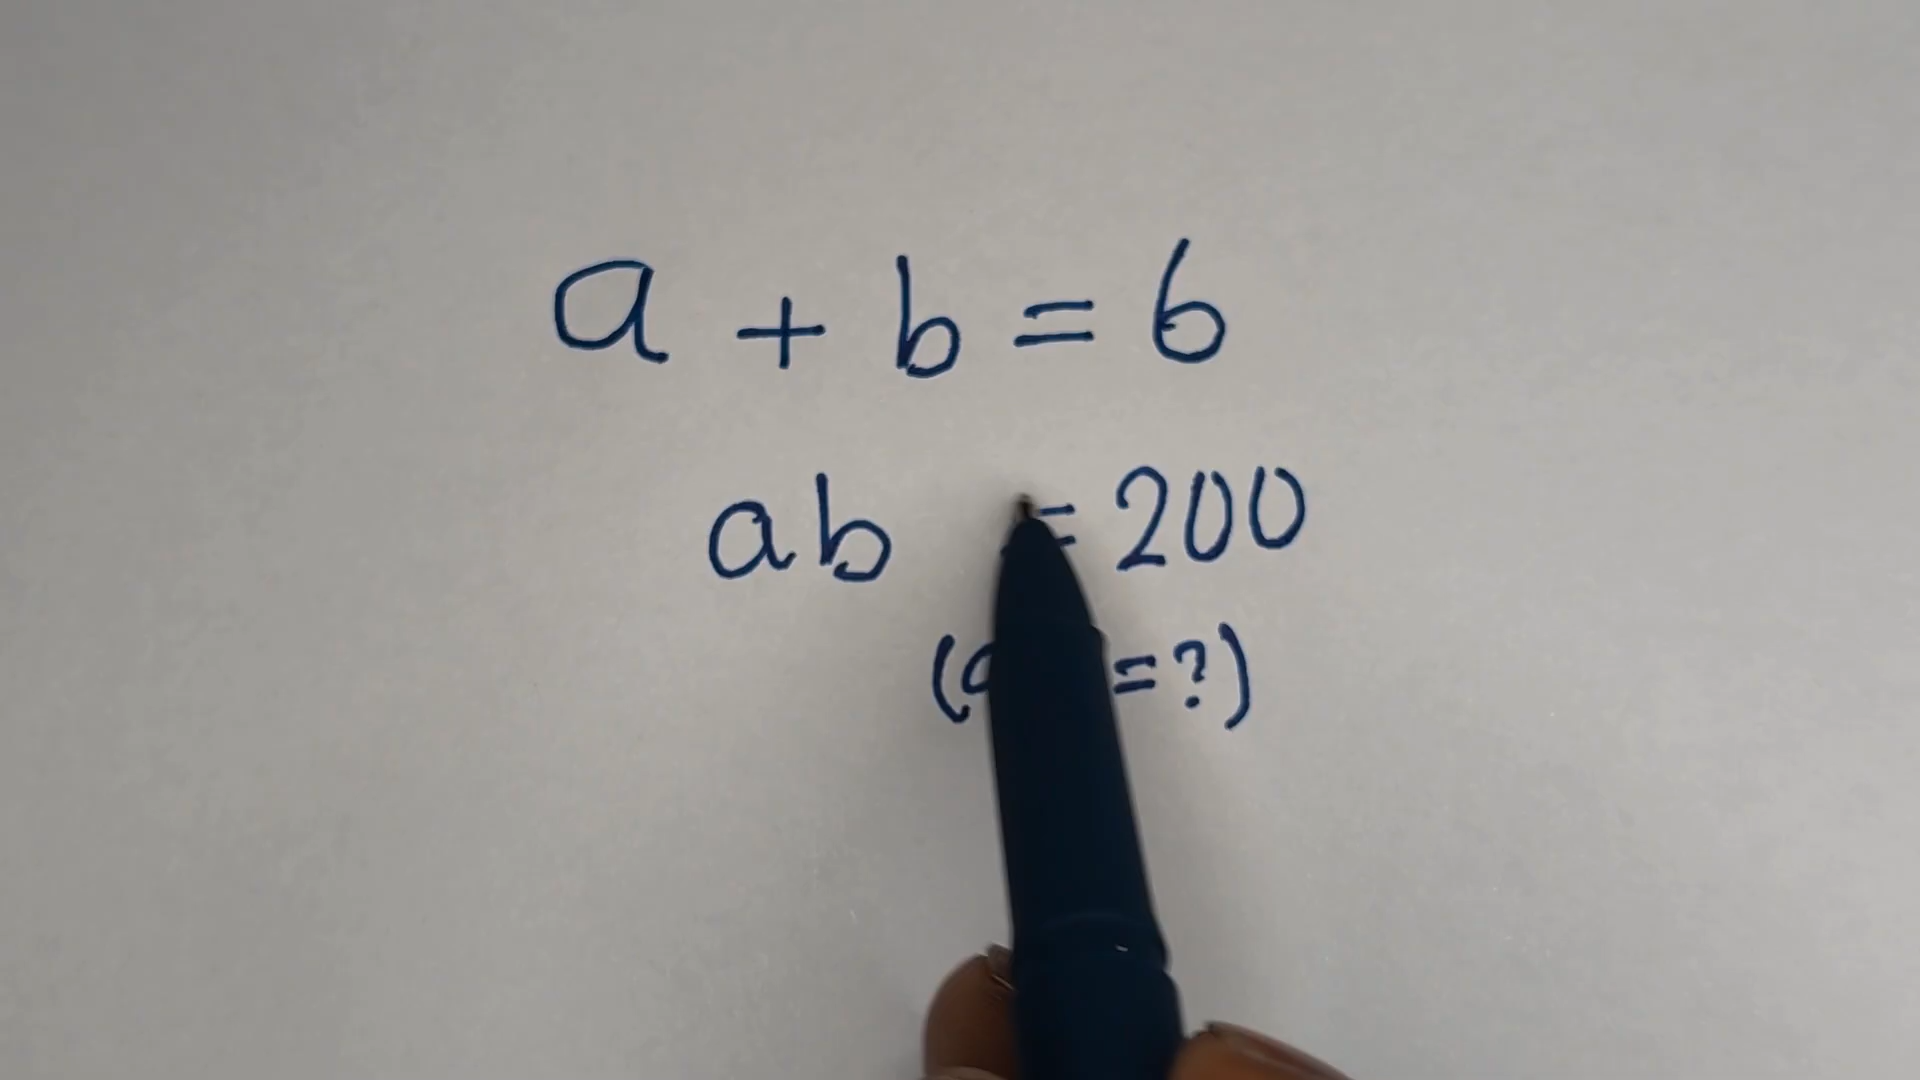 a + b = 6
ab = 200
( = ?)